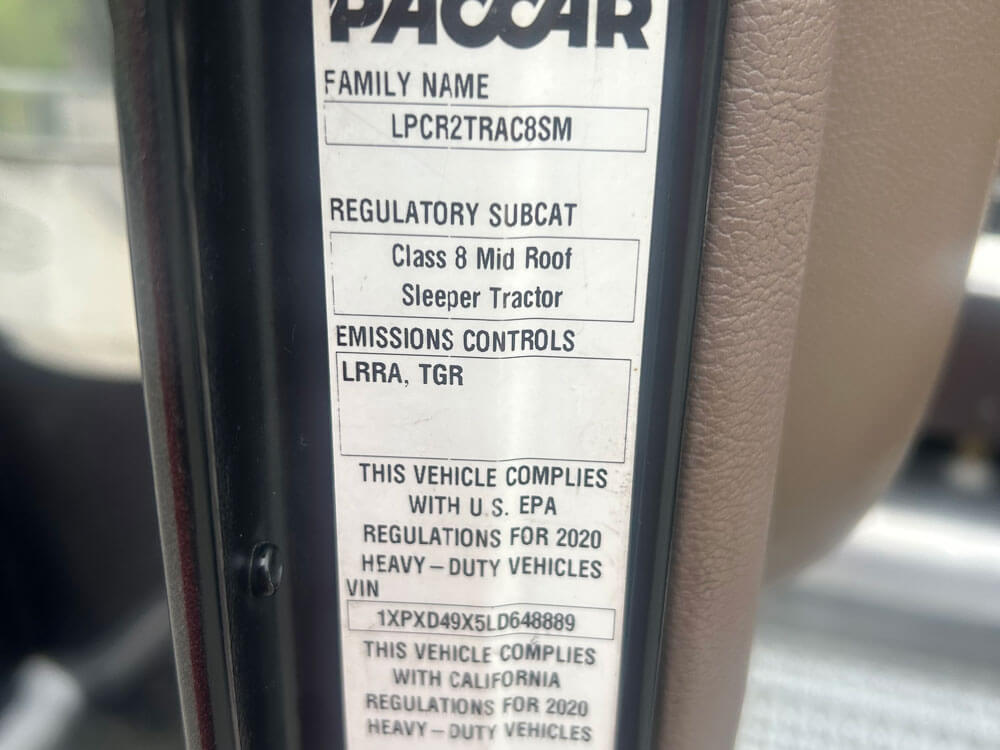 PACCAR
FAMILY NAME
LPCR2TRAC8SM
REGULATORY SUBCAT
Class 8 Mid Roof
Sleeper Tractor
EMISSIONS CONTROLS
LRRA, TGR
THIS VEHICLE COMPLIES
WITH U.S. EPA
REGULATIONS FOR 2020
HEAVY-DUTY VEHICLES
VIN
1XPXD49X5LD648889
THIS VEHICLE COMPLIES
WITH CALIFORNIA
REGULATIONS FOR 2020
HEAVY-DUTY VEHICLES